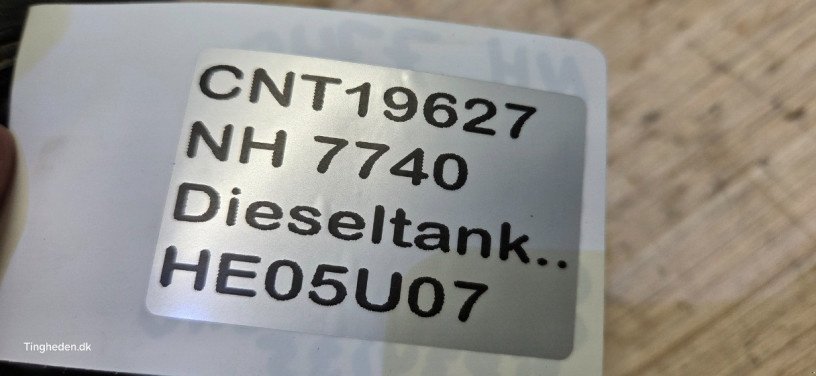 CNT19627
NH 7740
Dieseltank..
HE05U07
Tingheden.dk